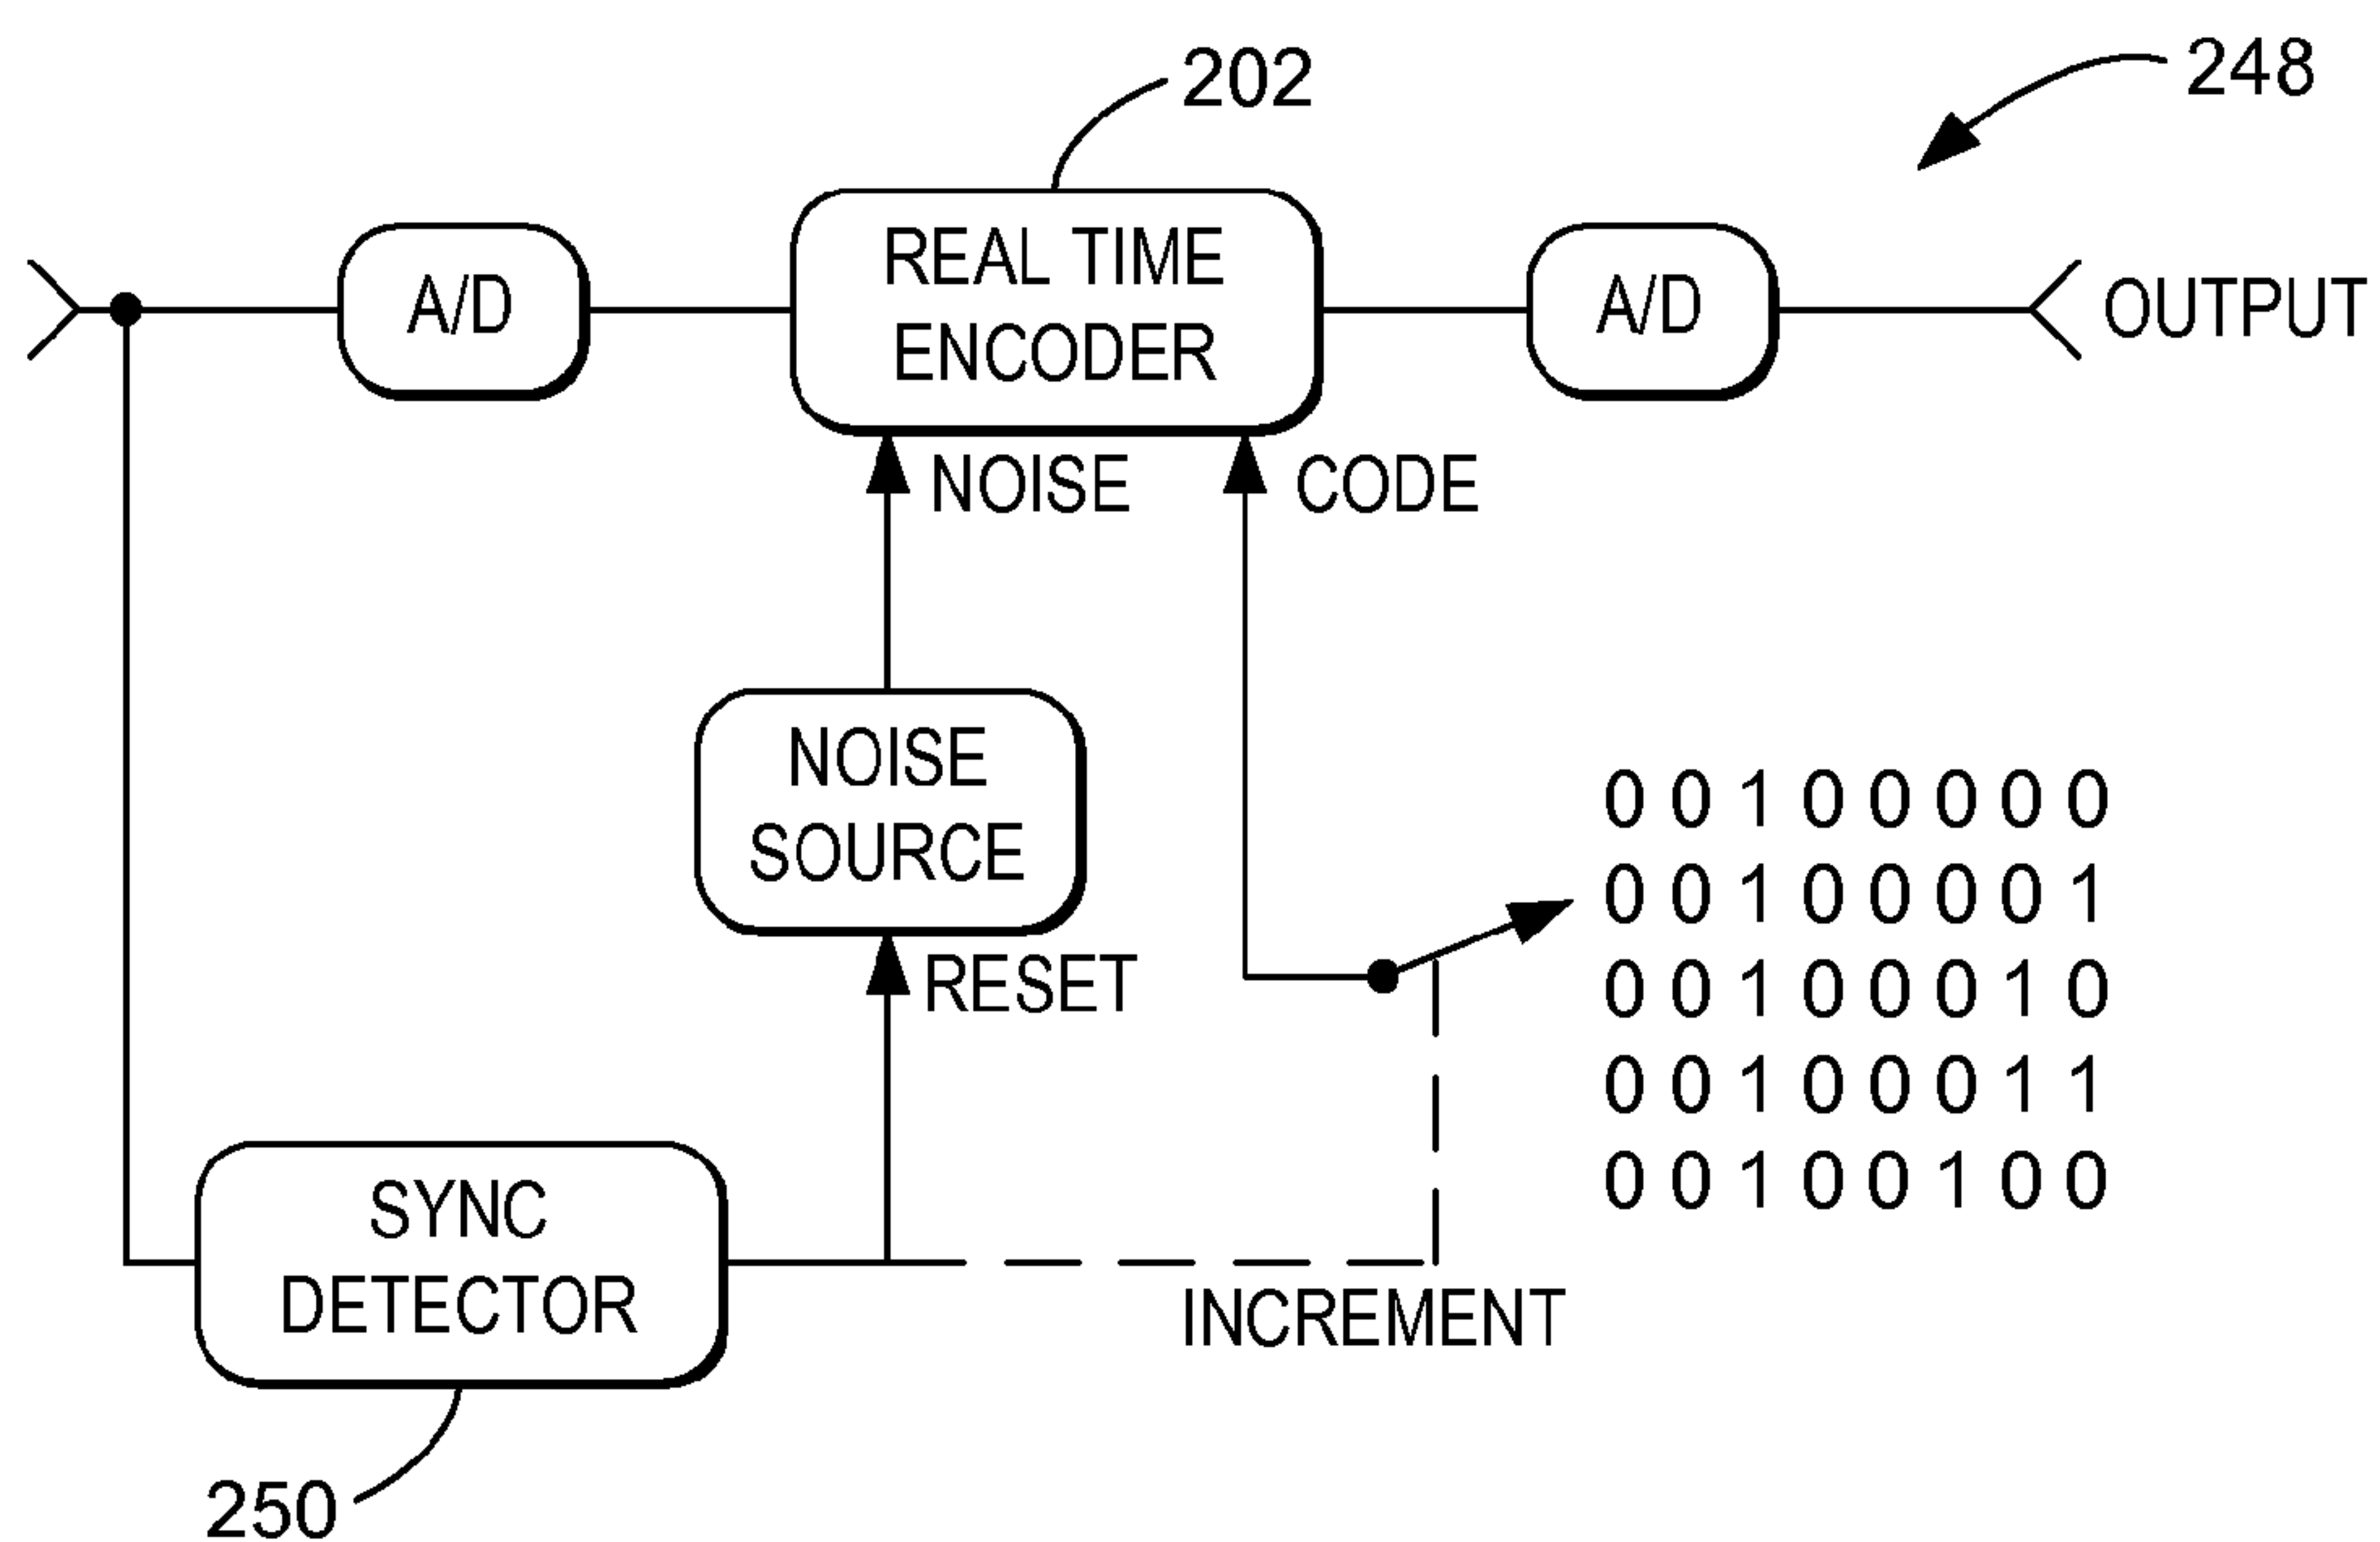 248
202
A/D
REAL TIME
ENCODER
A/D
OUTPUT
NOISE
CODE
NOISE
SOURCE
RESET
0 0 1 0 0 0 0 0
0 0 1 0 0 0 0 1
0 0 1 0 0 0 1 0
0 0 1 0 0 0 1 1
0 0 1 0 0 1 0 0
SYNC
DETECTOR
INCREMENT
250